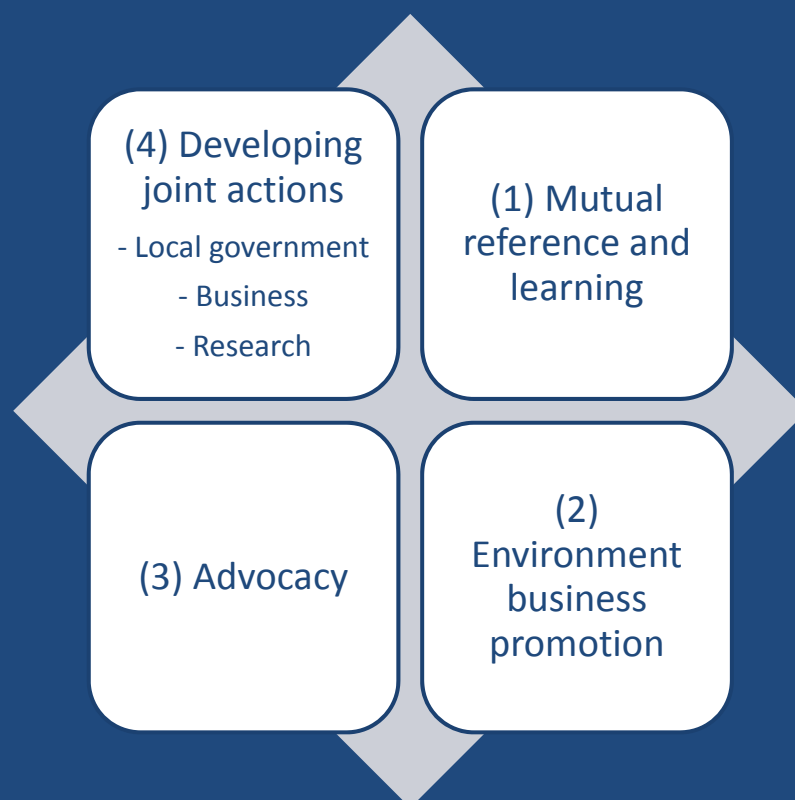 (4) Developing
joint actions
- Local government
- Business
- Research
(1) Mutual
reference and
learning
(3) Advocacy
(2)
Environment
business
promotion